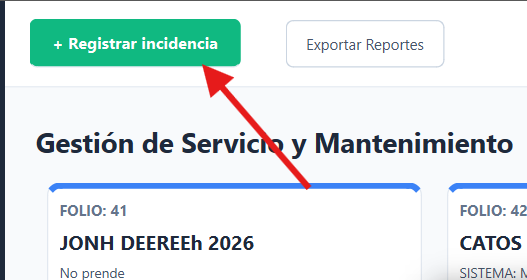 + Registrar incidencia
Exportar Reportes
Gestión de Servicio y Mantenimiento
FOLIO: 41
JONH DEEREEh 2026
No prende
FOLIO: 42
CATOS
SISTEMA: M